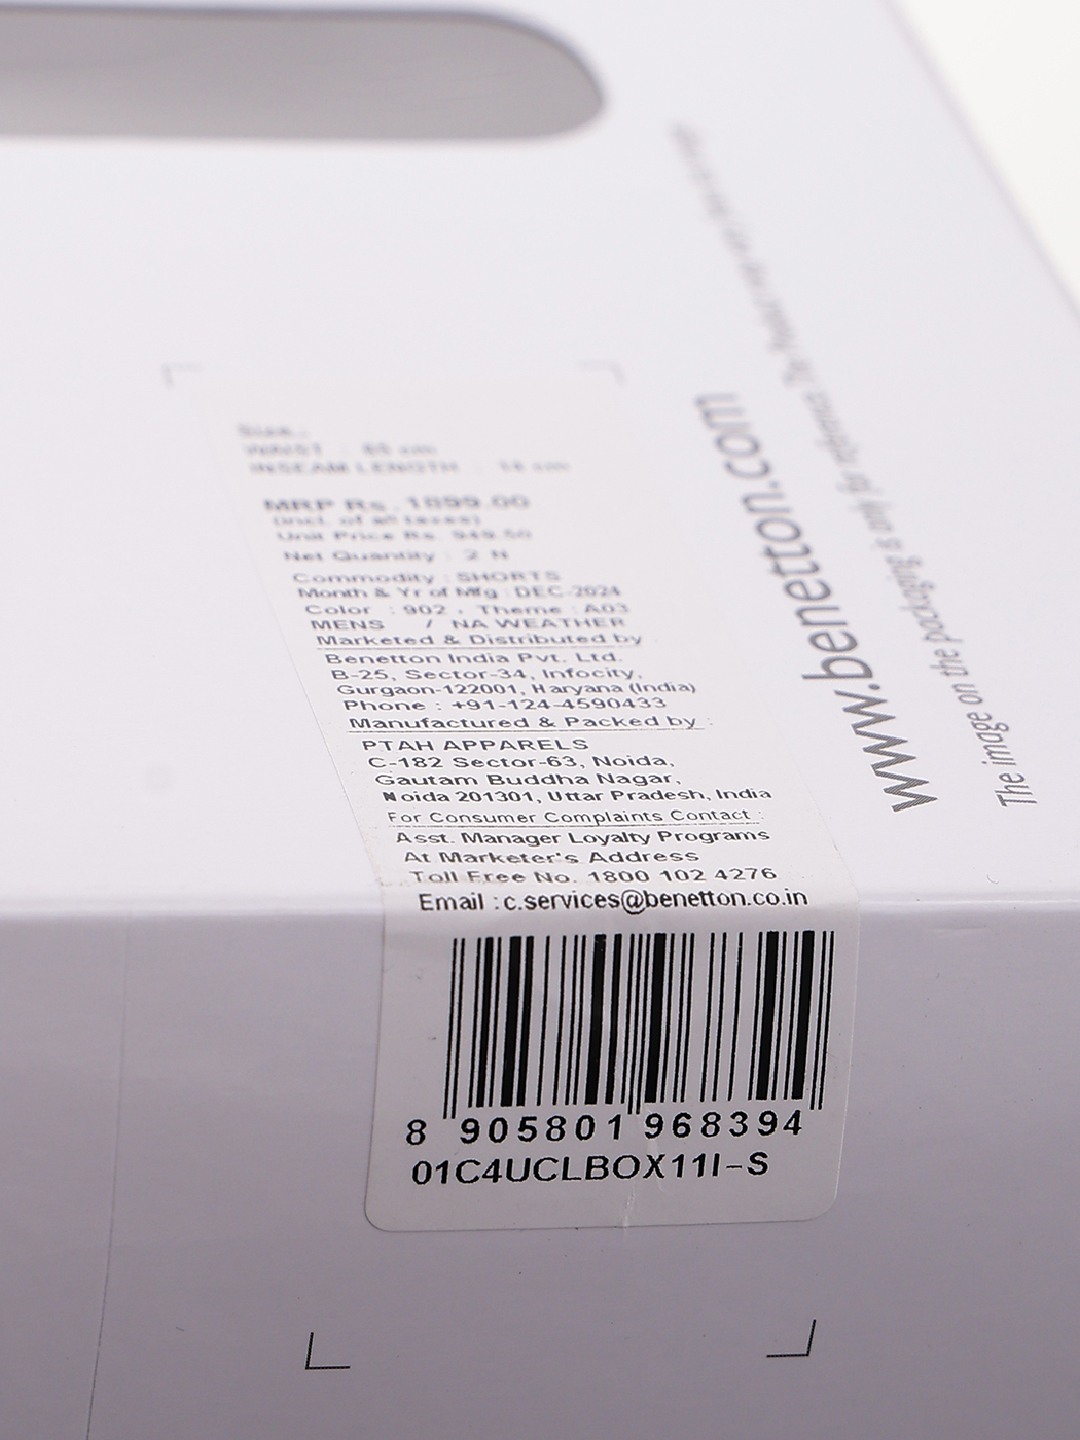 Size.:
WAIST : 65 cm
INSEAM LENGTH : 16 cm
MRP Rs. 1899.00
(incl. of all taxes)
Unit Price Rs. 949.50
Net Quantity : 2 N
Commodity : SHORTS
Month & Yr of Mfg : DEC-2024
Color : 902 . Theme : A03
MENS / NA WEATHER
Marketed & Distributed by
Benetton India Pvt. Ltd.
B-25, Sector-34, Infocity,
Gurgaon-122001, Haryana (India)
Phone : +91-124-4590433
Manufactured & Packed by :
PTAH APPARELS
C-182 Sector-63, Noida,
Gautam Buddha Nagar,
Noida 201301, Uttar Pradesh, India
For Consumer Complaints Contact :
Asst. Manager Loyalty Programs
At Marketer's Address
Toll Free No. 1800 102 4276
Email :c.services@benetton.co.in
8 905801 968394
01C4UCLBOX11I-S
www.benetton.com
The image on the packaging is only for reference. The Product may vary